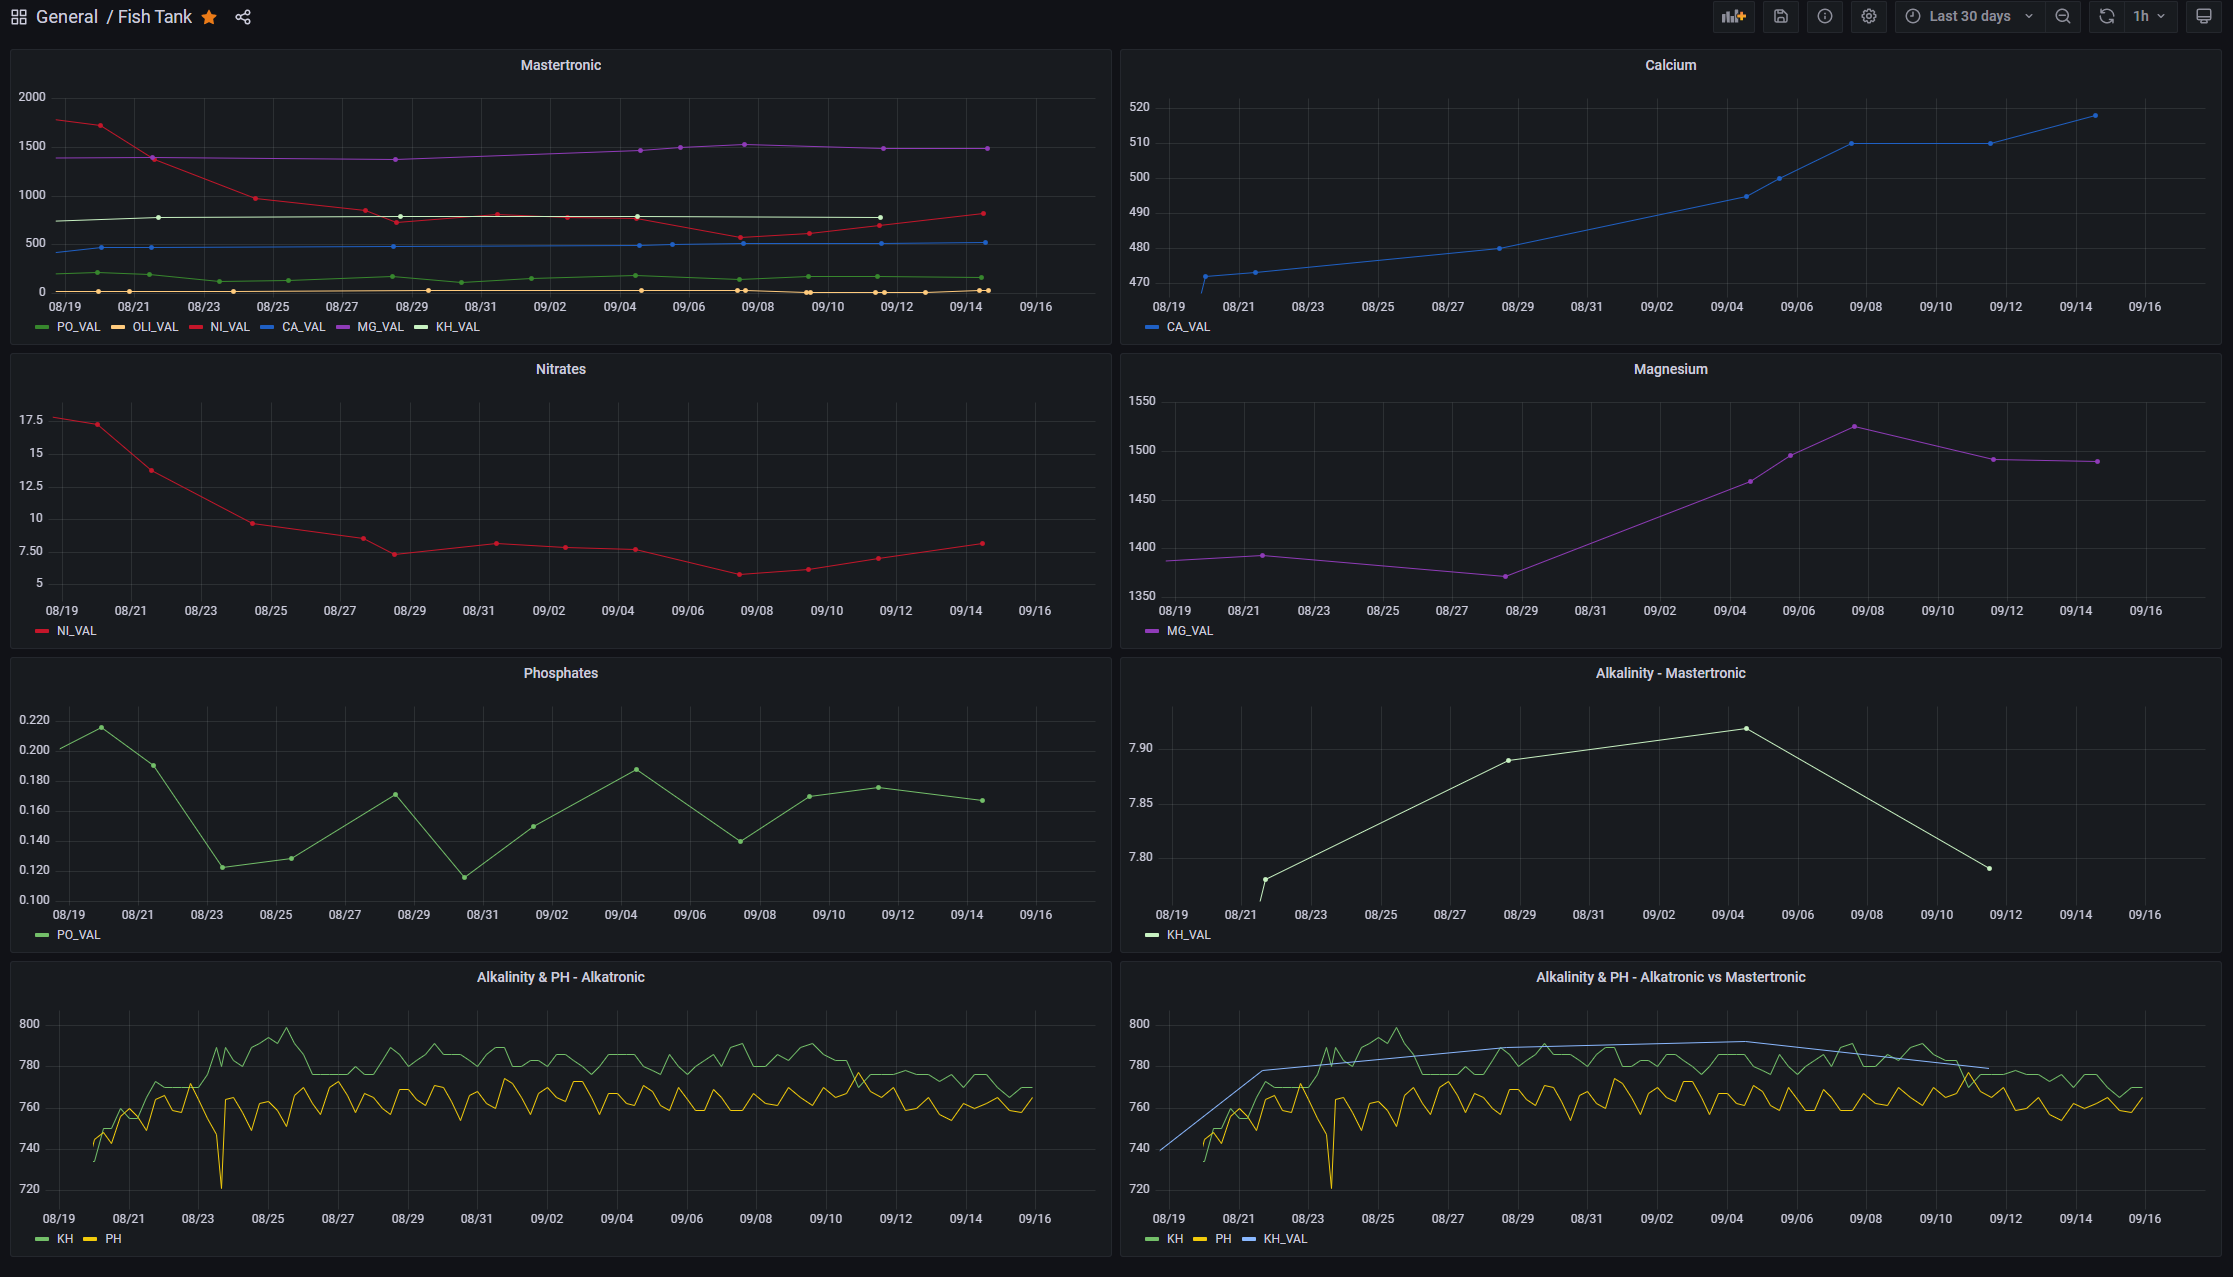 General / Fish Tank
Last 30 days
1h
Mastertronic
2000
1500
1000
500
0
08/19 08/21 08/23 08/25 08/27 08/29 08/31 09/02 09/04 09/06 09/08 09/10 09/12 09/14 09/16
PO_VAL OLI_VAL NI_VAL CA_VAL MG_VAL KH_VAL
Calcium
520
510
500
490
480
470
08/19 08/21 08/23 08/25 08/27 08/29 08/31 09/02 09/04 09/06 09/08 09/10 09/12 09/14 09/16
CA_VAL
Nitrates
17.5
15
12.5
10
7.50
5
08/19 08/21 08/23 08/25 08/27 08/29 08/31 09/02 09/04 09/06 09/08 09/10 09/12 09/14 09/16
NI_VAL
Magnesium
1550
1500
1450
1400
1350
08/19 08/21 08/23 08/25 08/27 08/29 08/31 09/02 09/04 09/06 09/08 09/10 09/12 09/14 09/16
MG_VAL
Phosphates
0.220
0.200
0.180
0.160
0.140
0.120
0.100
08/19 08/21 08/23 08/25 08/27 08/29 08/31 09/02 09/04 09/06 09/08 09/10 09/12 09/14 09/16
PO_VAL
Alkalinity - Mastertronic
7.90
7.85
7.80
08/19 08/21 08/23 08/25 08/27 08/29 08/31 09/02 09/04 09/06 09/08 09/10 09/12 09/14 09/16
KH_VAL
Alkalinity & PH - Alkatronic
800
780
760
740
720
08/19 08/21 08/23 08/25 08/27 08/29 08/31 09/02 09/04 09/06 09/08 09/10 09/12 09/14 09/16
KH PH
Alkalinity & PH - Alkatronic vs Mastertronic
800
780
760
740
720
08/19 08/21 08/23 08/25 08/27 08/29 08/31 09/02 09/04 09/06 09/08 09/10 09/12 09/14 09/16
KH PH KH_VAL